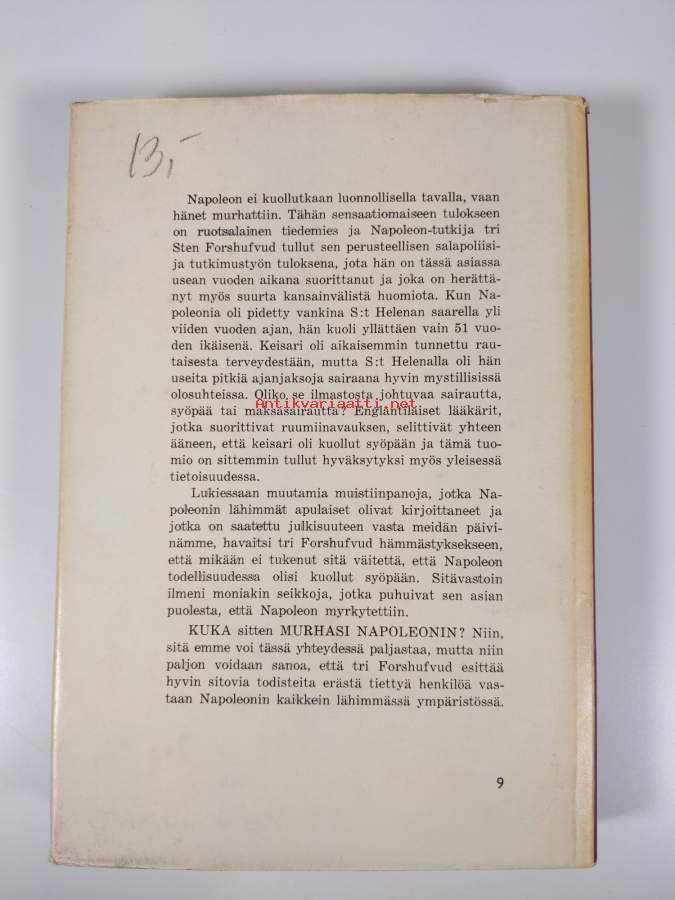 13,-
Napoleon ei kuollutkaan luonnollisella tavalla, vaan
hänet murhattiin. Tähän sensaatiomaiseen tulokseen
on ruotsalainen tiedemies ja Napoleon-tutkija tri
Sten Forshufvud tullut sen perusteellisen salapoliisi-
ja tutkimustyön tuloksena, jota hän on tässä asiassa
usean vuoden aikana suorittanut ja joka on herättä-
nyt myös suurta kansainvälistä huomiota. Kun Na-
poleonia oli pidetty vankina S:t Helenan saarella yli
viiden vuoden ajan, hän kuoli yllättäen vain 51 vuo-
den ikäisenä. Keisari oli aikaisemmin tunnettu rau-
taisesta terveydestään, mutta S:t Helenalla oli hän
useita pitkiä ajanjaksoja sairaana hyvin mystillisissä
olosuhteissa. Oliko se ilmastosta johtuvaa sairautta,
Antikvariaatti.net
syöpää tai maksasairautta? Englantilaiset lääkärit,
jotka suorittivat ruumiinavauksen, selittivät yhteen
ääneen, että keisari oli kuollut syöpään ja tämä tuo-
mio on sittemmin tullut hyväksytyksi myös yleisessä
tietoisuudessa.
Lukiessaan muutamia muistiinpanoja, jotka Na-
poleonin lähimmät apulaiset olivat kirjoittaneet ja
jotka on saatettu julkisuuteen vasta meidän päivi-
nämme, havaitsi tri Forshufvud hämmästyksekseen,
että mikään ei tukenut sitä väitettä, että Napoleon
todellisuudessa olisi kuollut syöpään. Sitävastoin
ilmeni moniakin seikkoja, jotka puhuivat sen asian
puolesta, että Napoleon myrkytettiin.
KUKA sitten MURHASI NAPOLEONIN? Niin,
sitä emme voi tässä yhteydessä paljastaa, mutta niin
paljon voidaan sanoa, että tri Forshufvud esittää
hyvin sitovia todisteita erästä tiettyä henkilöä vas-
taan Napoleonin kaikkein lähimmässä ympäristössä.
9